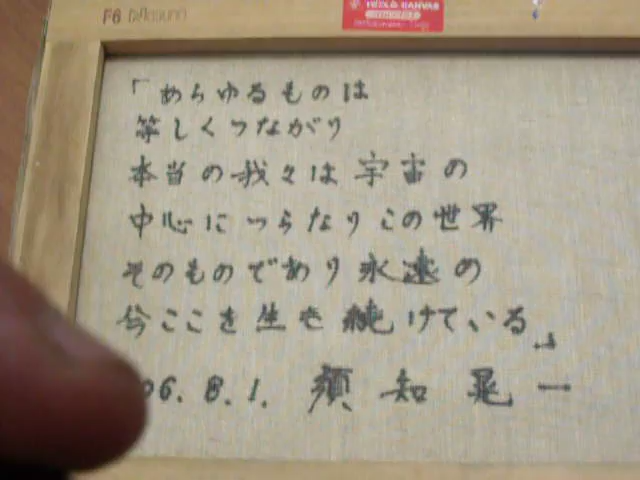 F6
「あらゆるものは
等しくつながり
本当の我々は宇宙の
中心につらなりこの世界
そのものであり永遠の
今ここを生き続けている」
06.8.1. 須知晃一